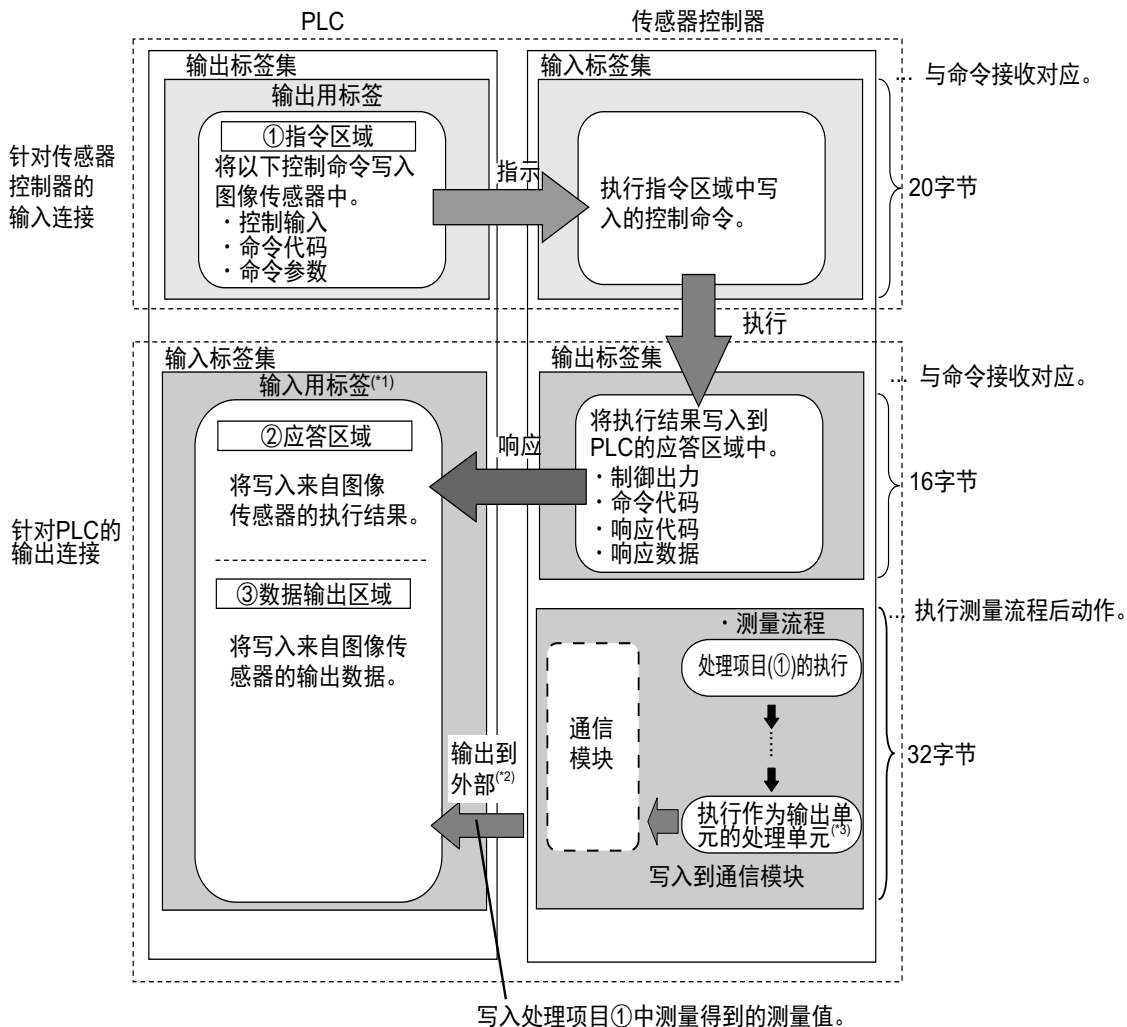 PLC
传感器控制器
输出标签集
输出用标签
①指令区域
将以下控制命令写入
图像传感器中。
・控制输入
・命令代码
・命令参数
针对传感器
控制器的
输入连接
指示
输入标签集
执行指令区域中写
入的控制命令。
... 与命令接收对应。
20字节
执行
输入标签集
输入用标签(*1)
②应答区域
将写入来自图像
传感器的执行结果。
③数据输出区域
将写入来自图像传
感器的输出数据。
针对PLC的
输出连接
响应
输出标签集
将执行结果写入到
PLC的应答区域中。
・制御出力
・命令代码
・响应代码
・响应数据
... 与命令接收对应。
16字节
... 执行测量流程后动作。
・测量流程
处理项目(①)的执行
通信
模块
执行作为输出单
元的处理单元(*3)
写入到通信模块
32字节
输出到
外部(*2)
写入处理项目①中测量得到的测量值。